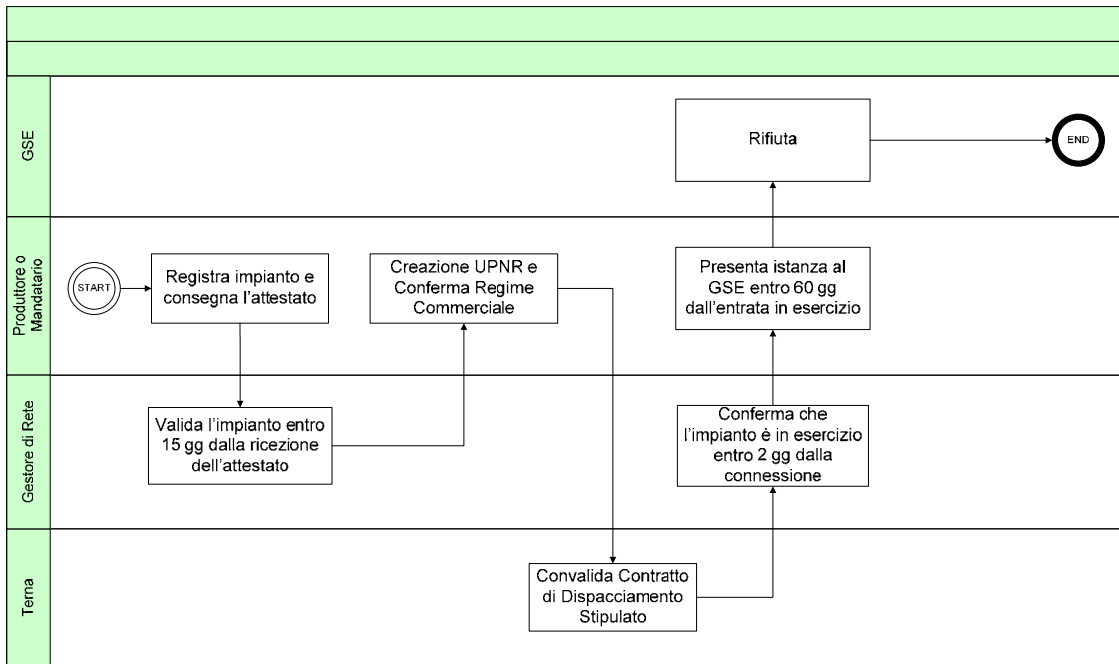 GSE
Rifiuta
END
Produttore o
Mandatario
START
Registra impianto e
consegna l'attestato
Creazione UPNR e
Conferma Regime
Commerciale
Presenta istanza al
GSE entro 60 gg
dall'entrata in esercizio
Gestore di Rete
Valida l'impianto entro
15 gg dalla ricezione
dell'attestato
Conferma che
l'impianto è in esercizio
entro 2 gg dalla
connessione
Terna
Convalida Contratto
di Dispacciamento
Stipulato